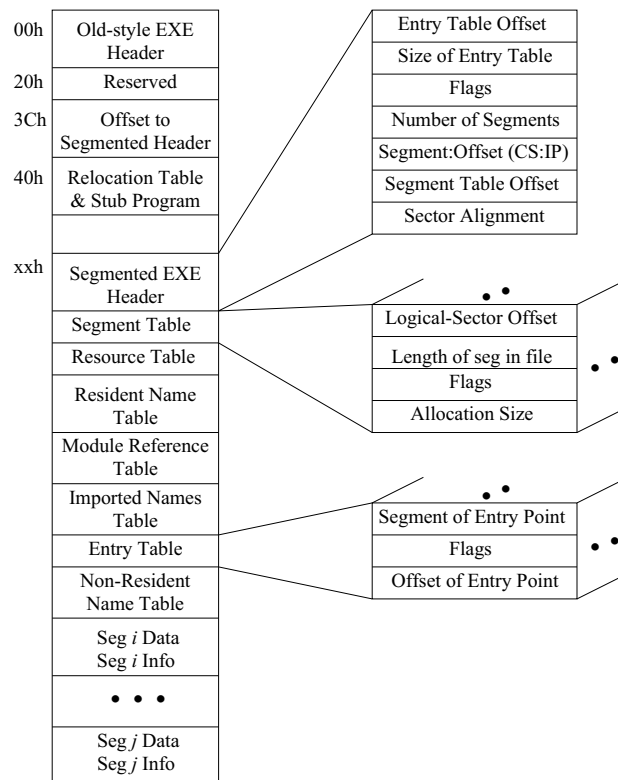 00h
Old-style EXE
Header
20h
Reserved
3Ch
Offset to
Segmented Header
40h
Relocation Table
& Stub Program
xxh
Segmented EXE
Header
Segment Table
Resource Table
Resident Name
Table
Module Reference
Table
Imported Names
Table
Entry Table
Non-Resident
Name Table
Seg i Data
Seg i Info
• • •
Seg j Data
Seg j Info
Entry Table Offset
Size of Entry Table
Flags
Number of Segments
Segment:Offset (CS:IP)
Segment Table Offset
Sector Alignment
Logical-Sector Offset
Length of seg in file
Flags
Allocation Size
Segment of Entry Point
Flags
Offset of Entry Point